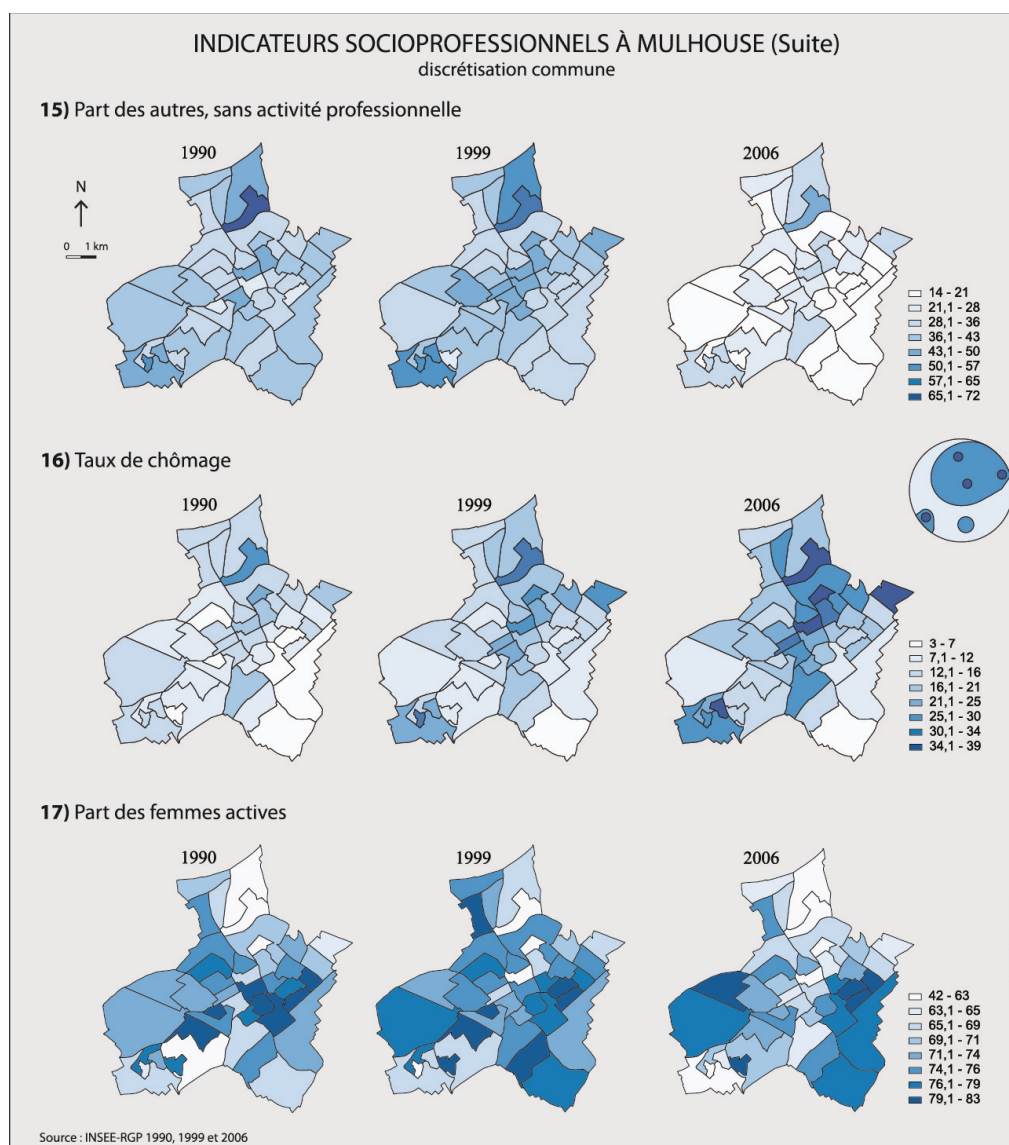 INDICATEURS SOCIOPROFESSIONNELS À MULHOUSE (Suite)
discrétisation commune
15) Part des autres, sans activité professionnelle
1990
1999
2006
N
0 1 km
14 - 21
21,1 - 28
28,1 - 36
36,1 - 43
43,1 - 50
50,1 - 57
57,1 - 65
65,1 - 72
16) Taux de chômage
1990
1999
2006
3 - 7
7,1 - 12
12,1 - 16
16,1 - 21
21,1 - 25
25,1 - 30
30,1 - 34
34,1 - 39
17) Part des femmes actives
1990
1999
2006
42 - 63
63,1 - 65
65,1 - 69
69,1 - 71
71,1 - 74
74,1 - 76
76,1 - 79
79,1 - 83
Source : INSEE-RGP 1990, 1999 et 2006